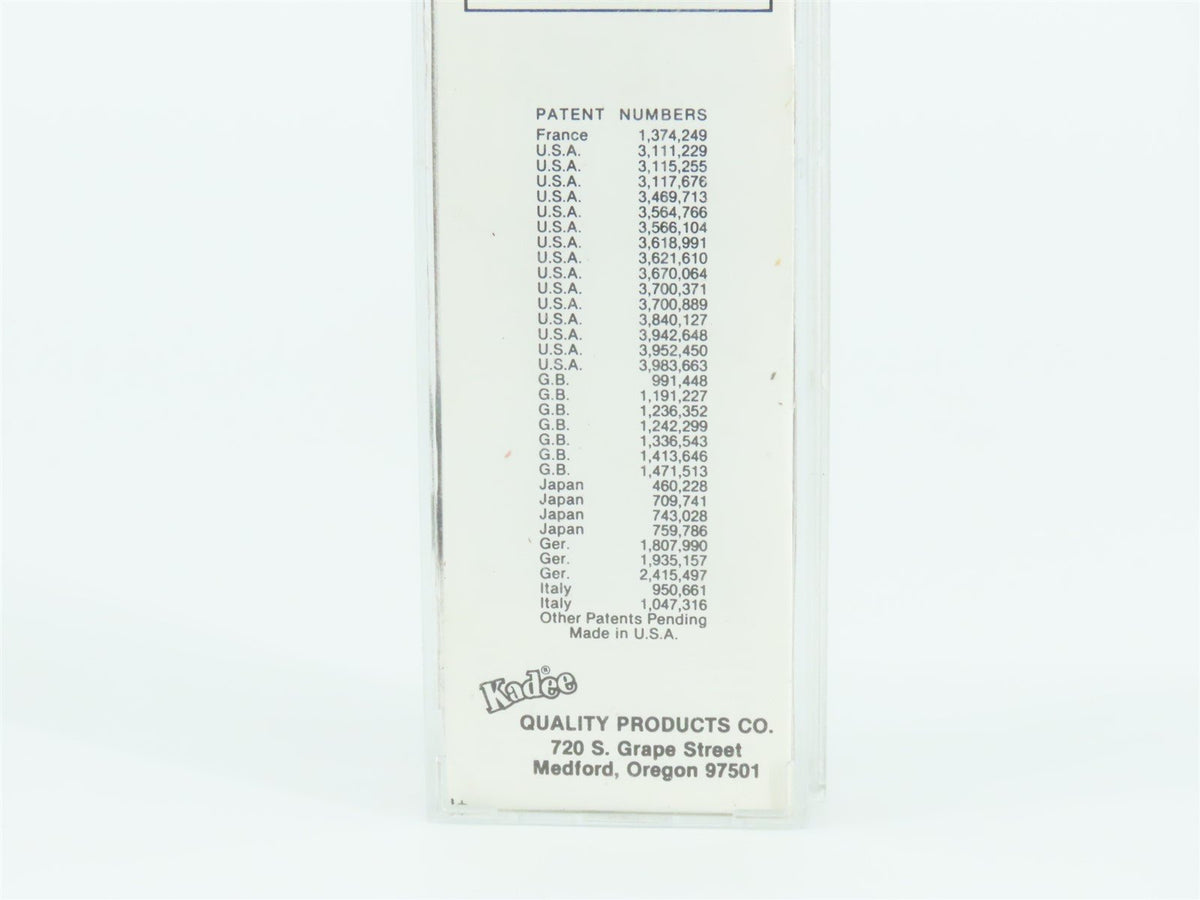 PATENT NUMBERS
France 1,374,249
U.S.A. 3,111,229
U.S.A. 3,115,255
U.S.A. 3,117,676
U.S.A. 3,469,713
U.S.A. 3,564,766
U.S.A. 3,566,104
U.S.A. 3,618,991
U.S.A. 3,621,610
U.S.A. 3,670,064
U.S.A. 3,700,371
U.S.A. 3,700,889
U.S.A. 3,840,127
U.S.A. 3,942,648
U.S.A. 3,952,450
U.S.A. 3,983,663
G.B. 991,448
G.B. 1,191,227
G.B. 1,236,352
G.B. 1,242,299
G.B. 1,336,543
G.B. 1,413,646
G.B. 1,471,513
Japan 460,228
Japan 709,741
Japan 743,028
Japan 759,786
Ger. 1,807,990
Ger. 1,935,157
Ger. 2,415,497
Italy 950,661
Italy 1,047,316
Other Patents Pending
Made in U.S.A.
Kadee®
QUALITY PRODUCTS CO.
720 S. Grape Street
Medford, Oregon 97501